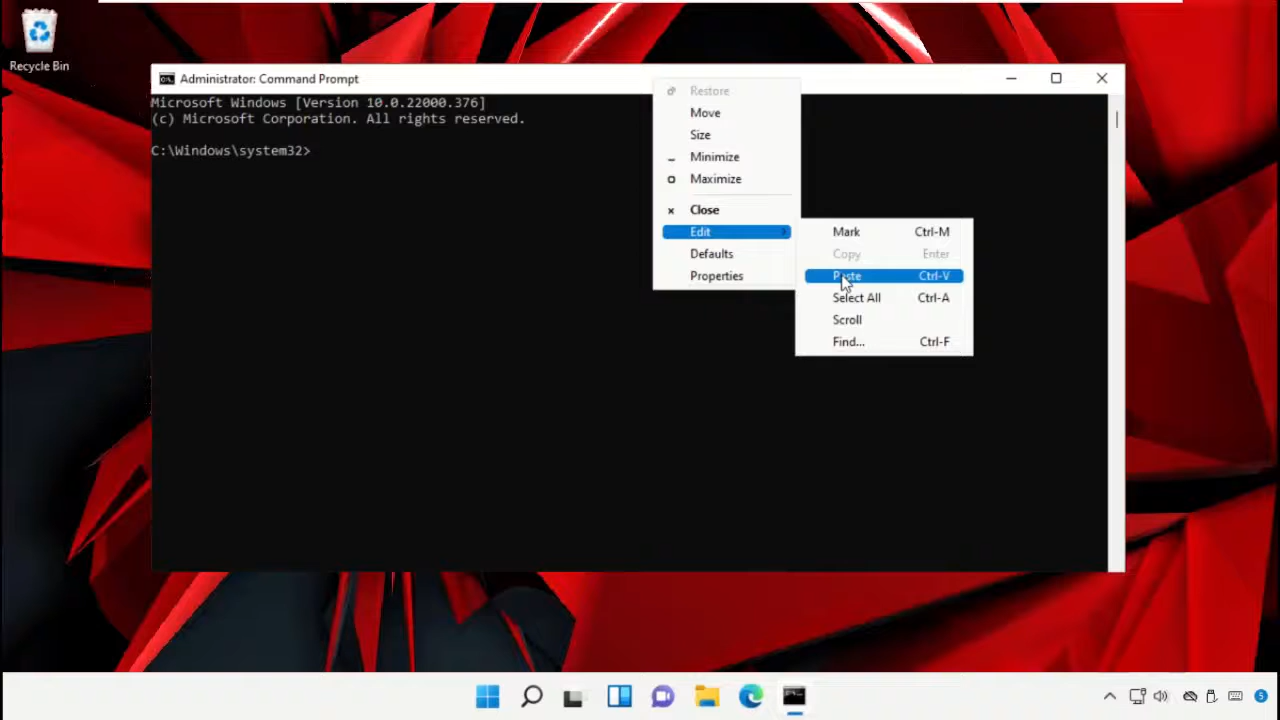 Recycle Bin
Administrator: Command Prompt
Microsoft Windows [Version 10.0.22000.376]
(c) Microsoft Corporation. All rights reserved.
C:\Windows\system32>
Restore
Move
Size
Minimize
Maximize
Close
Edit
Defaults
Properties
Mark Ctrl-M
Copy Enter
Paste Ctrl-V
Select All Ctrl-A
Scroll
Find... Ctrl-F
5